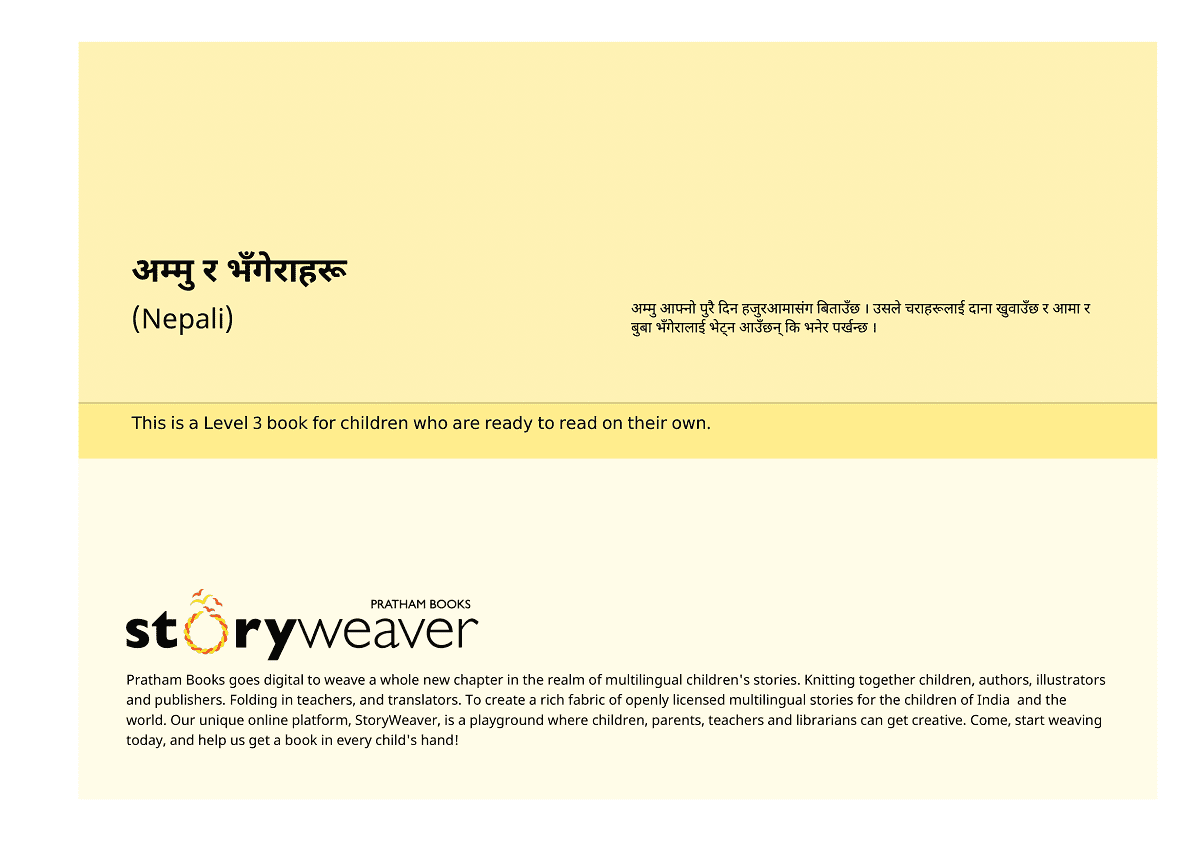 अम्मु र भँगेराहरू
(Nepali)
अम्मु आफ्नो पुरै दिन हजुरआमासंग बिताउँछ । उसले चराहरूलाई दाना खुवाउँछ र आमा र
बुबा भँगेरालाई भेट्न आउँछन् कि भनेर पर्खन्छ ।
This is a Level 3 book for children who are ready to read on their own.
PRATHAM BOOKS
storyweaver
Pratham Books goes digital to weave a whole new chapter in the realm of multilingual children's stories. Knitting together children, authors, illustrators
and publishers. Folding in teachers, and translators. To create a rich fabric of openly licensed multilingual stories for the children of India and the
world. Our unique online platform, StoryWeaver, is a playground where children, parents, teachers and librarians can get creative. Come, start weaving
today, and help us get a book in every child's hand!